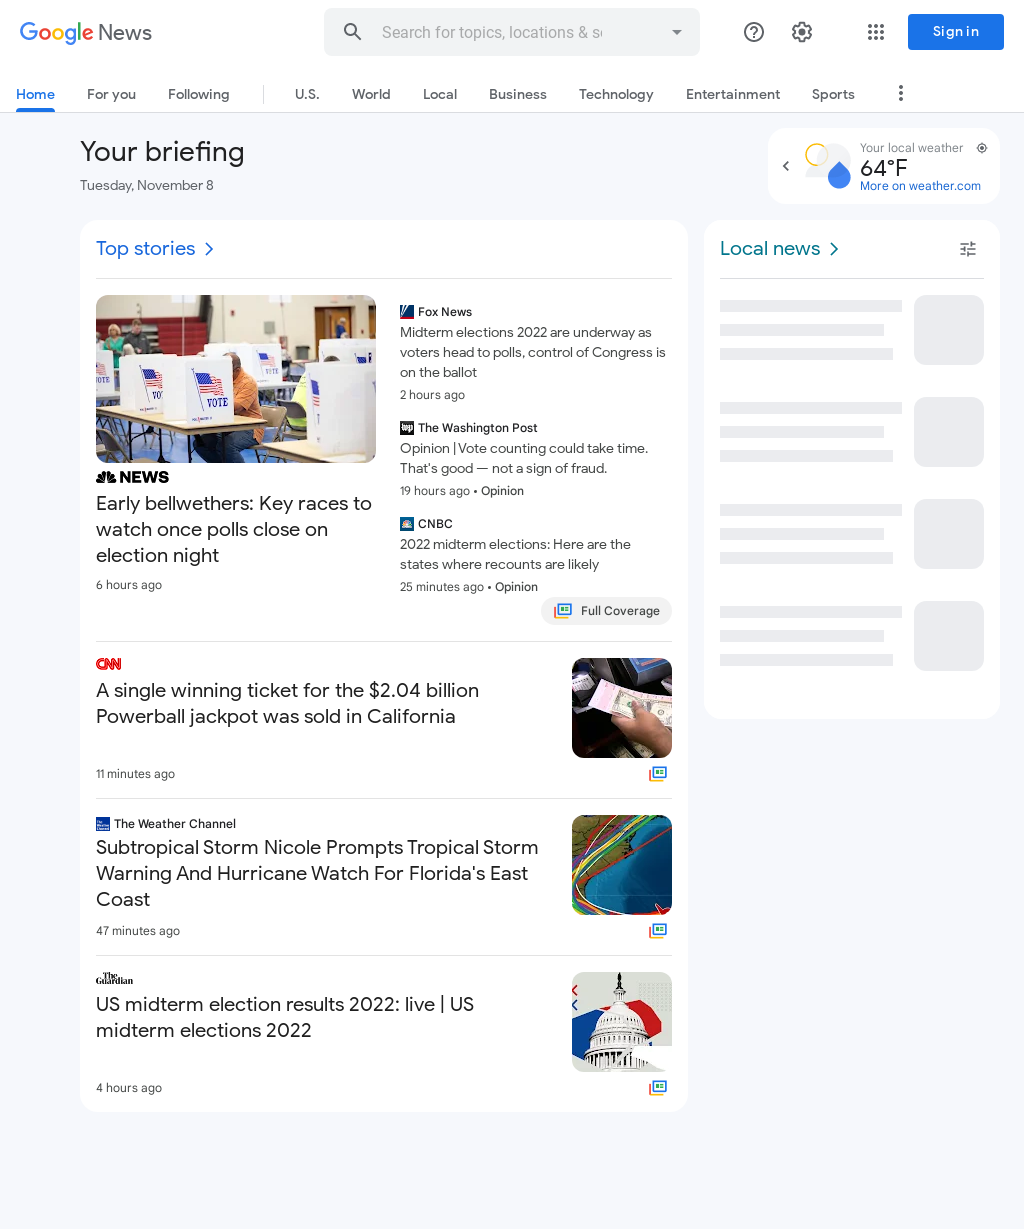 Google News
Search for topics, locations & so
Sign in
Home For you Following U.S. World Local Business Technology Entertainment Sports
Your briefing
Tuesday, November 8
Your local weather
64°F
More on weather.com
Top stories
VOTE
VOTE
VOTE
NEWS
Early bellwethers: Key races to
watch once polls close on
election night
6 hours ago
Fox News
Midterm elections 2022 are underway as
voters head to polls, control of Congress is
on the ballot
2 hours ago
wp
The Washington Post
Opinion | Vote counting could take time.
That's good — not a sign of fraud.
19 hours ago • Opinion
CNBC
2022 midterm elections: Here are the
states where recounts are likely
25 minutes ago • Opinion
Full Coverage
CNN
A single winning ticket for the $2.04 billion
Powerball jackpot was sold in California
11 minutes ago
The Weather Channel
Subtropical Storm Nicole Prompts Tropical Storm
Warning And Hurricane Watch For Florida's East
Coast
47 minutes ago
The
Guardian
US midterm election results 2022: live | US
midterm elections 2022
4 hours ago
Local news